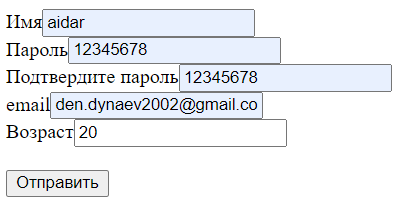 Имя aidar
Пароль 12345678
Подтвердите пароль 12345678
email den.dynaev2002@gmail.co
Возраст 20
Отправить